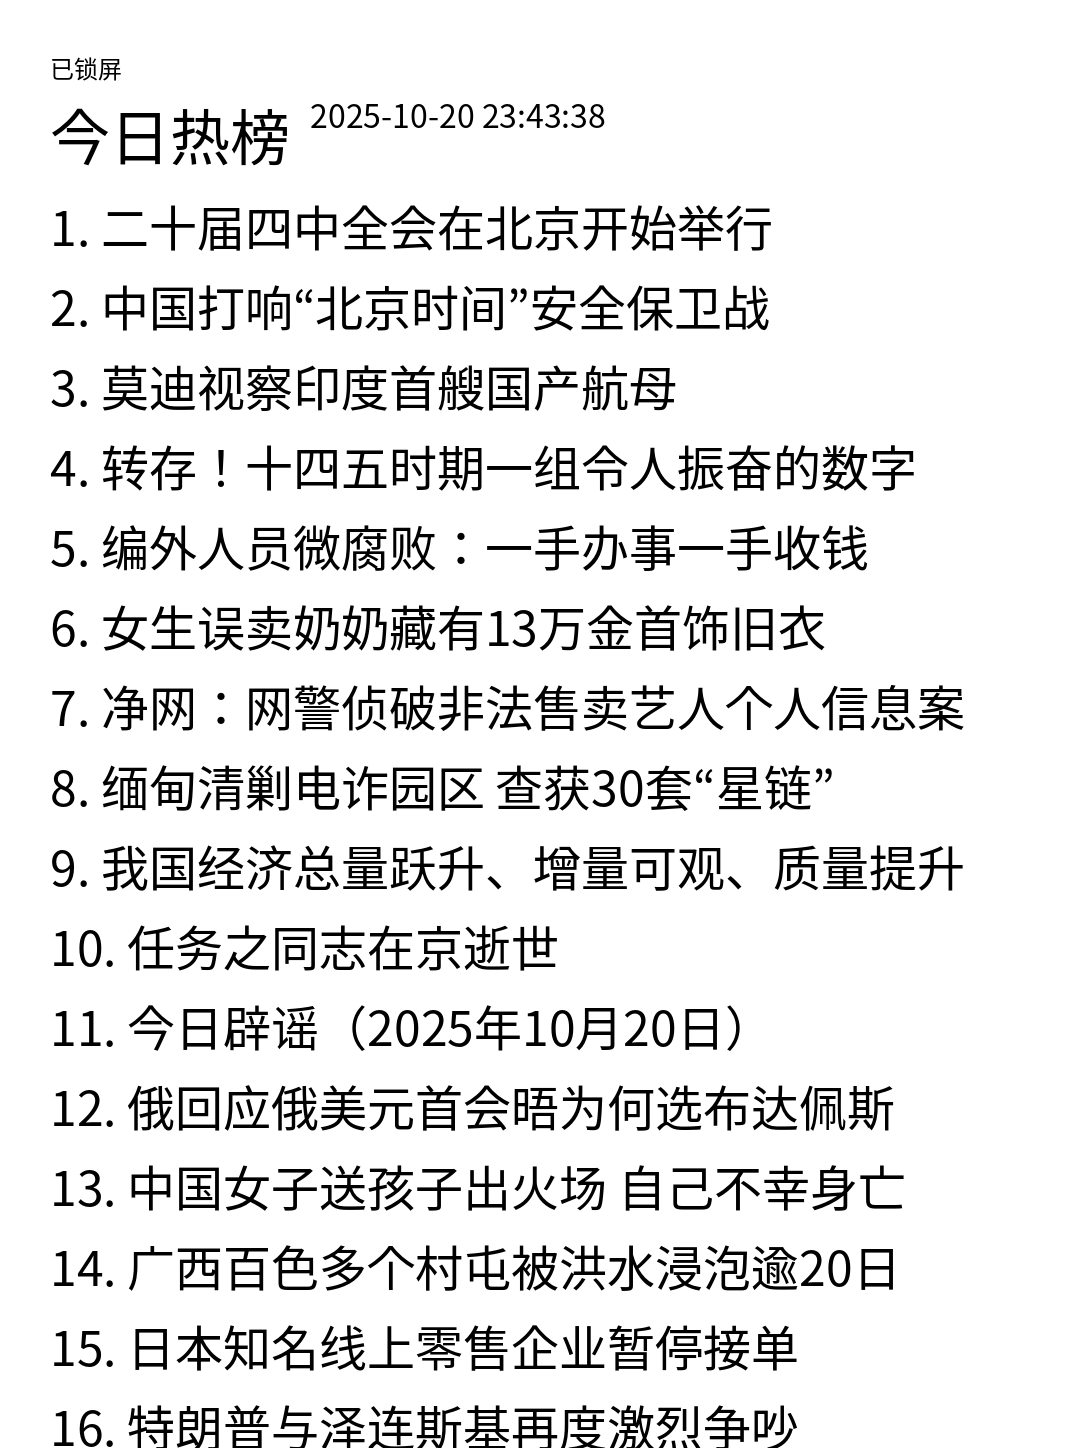 已锁屏
今日热榜 2025-10-20 23:43:38
1. 二十届四中全会在北京开始举行
2. 中国打响“北京时间”安全保卫战
3. 莫迪视察印度首艘国产航母
4. 转存！十四五时期一组令人振奋的数字
5. 编外人员微腐败：一手办事一手收钱
6. 女生误卖奶奶藏有13万金首饰旧衣
7. 净网：网警侦破非法售卖艺人个人信息案
8. 缅甸清剿电诈园区 查获30套“星链”
9. 我国经济总量跃升、增量可观、质量提升
10. 任务之同志在京逝世
11. 今日辟谣（2025年10月20日）
12. 俄回应俄美元首会晤为何选布达佩斯
13. 中国女子送孩子出火场 自己不幸身亡
14. 广西百色多个村屯被洪水浸泡逾20日
15. 日本知名线上零售企业暂停接单
16. 特朗普与泽连斯基再度激烈争吵